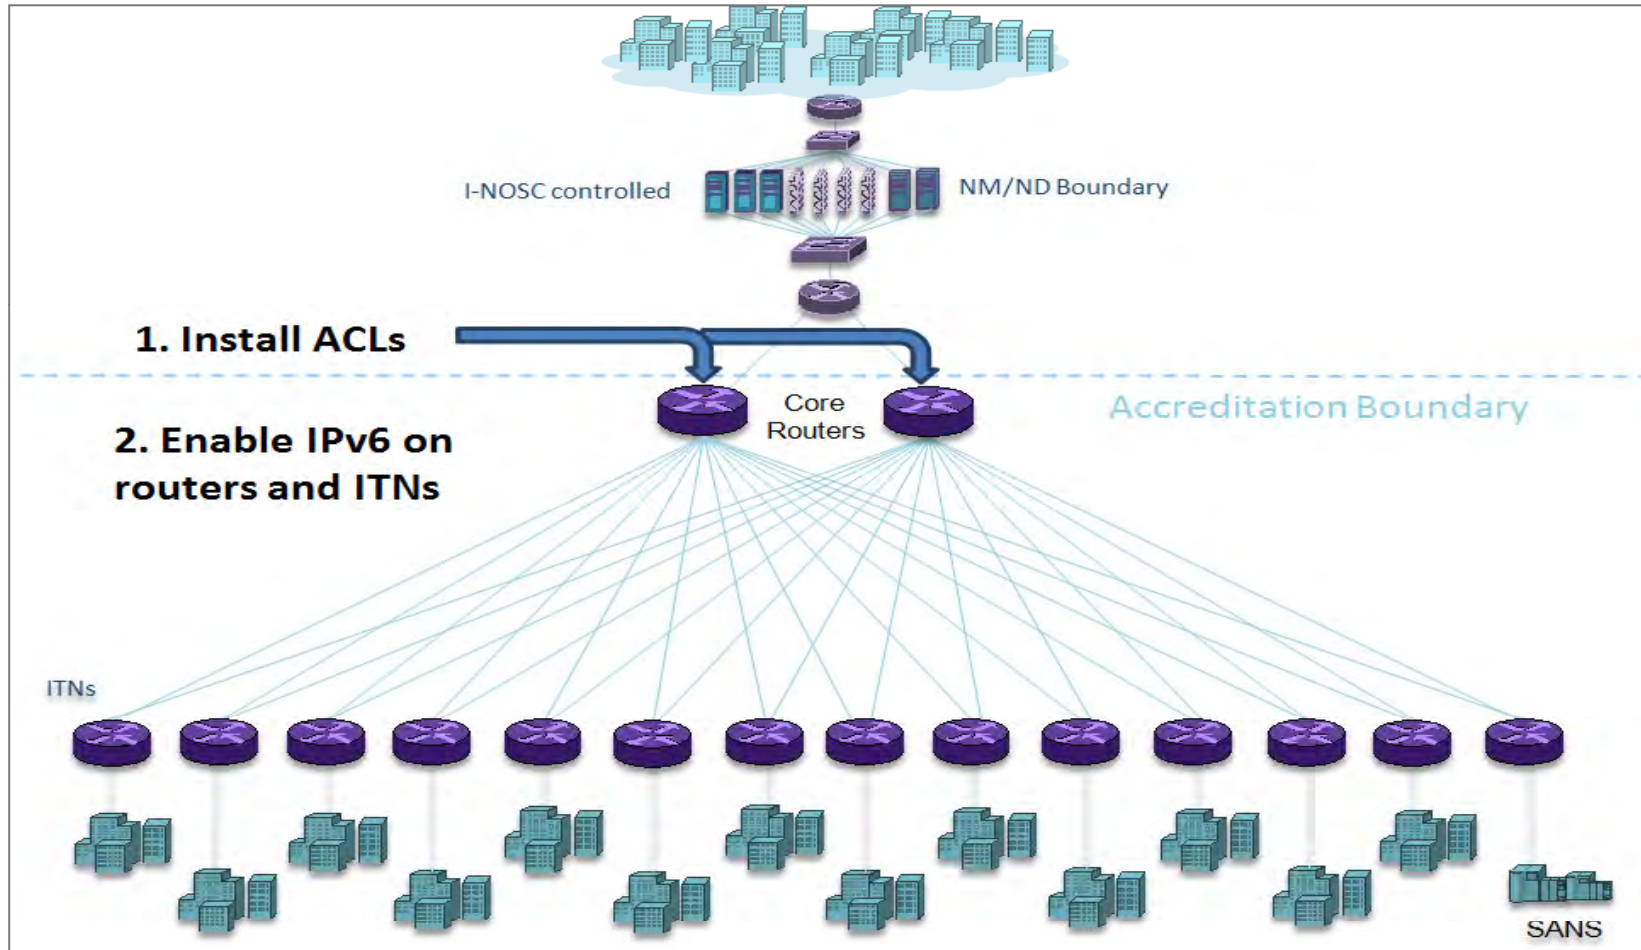 I-NOSC controlled
NM/ND Boundary
1. Install ACLs
Core
Routers
Accreditation Boundary
2. Enable IPv6 on
routers and ITNs
ITNs
SANS